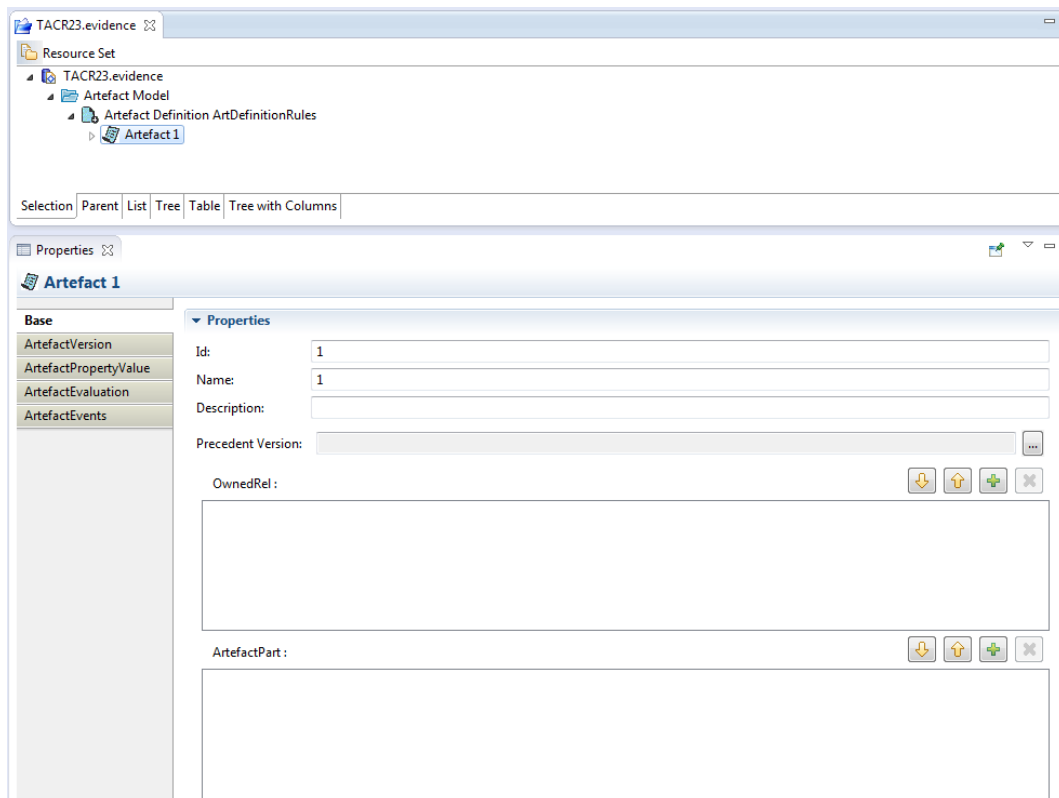 TACR23.evidence
Resource Set
TACR23.evidence
Artefact Model
Artefact Definition ArtDefinitionRules
Artefact 1
Selection Parent List Tree Table Tree with Columns
Properties
Artefact 1
Base
ArtefactVersion
ArtefactPropertyValue
ArtefactEvaluation
ArtefactEvents
Properties
Id: 1
Name: 1
Description:
Precedent Version: ...
OwnedRel :
ArtefactPart :